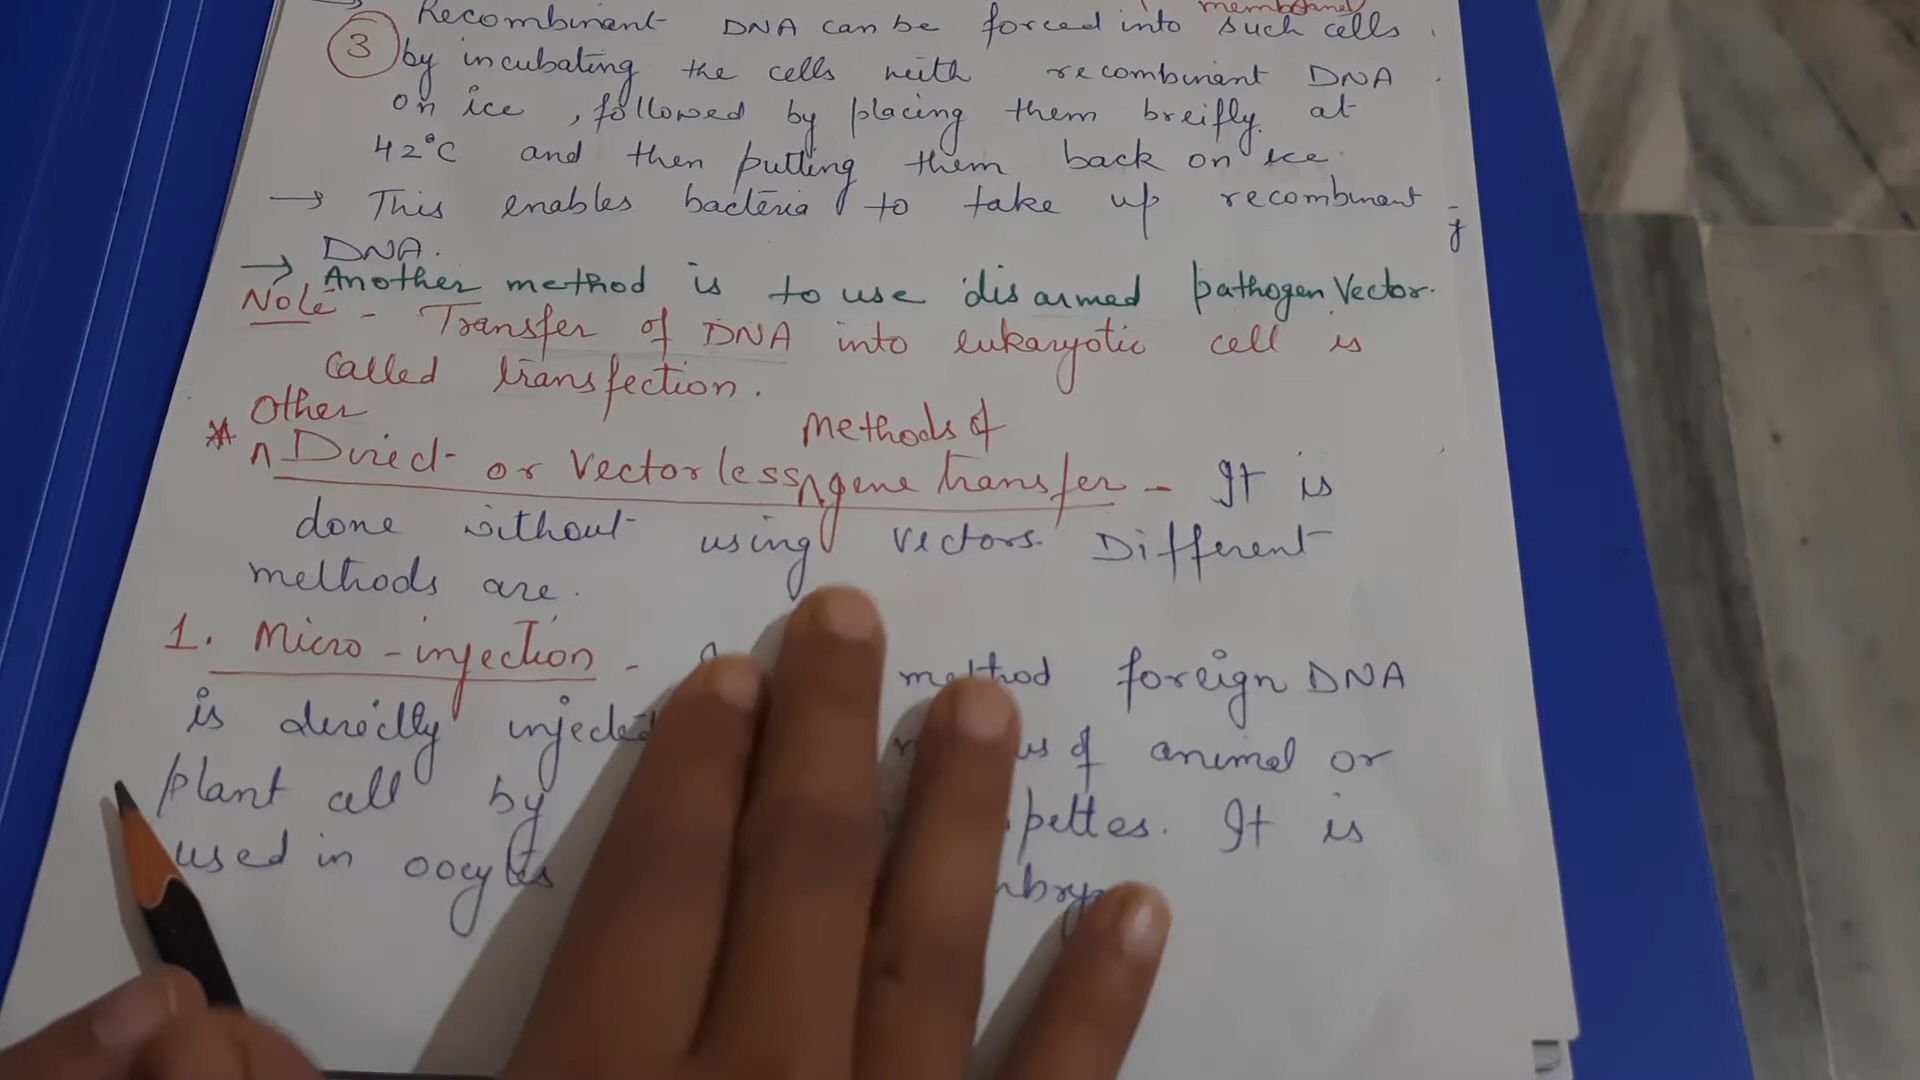 membrane)
Recombinent DNA can be forced into such cells.
3 by incubating the cells with recombinant DNA
on ice, followed by placing them breifly. at
42°C and then putting them back on ice.
→ This enables bacteria to take up recombinent
DNA.
→ Another method is to use disarmed pathogen Vector.
Note - Transfer of DNA into eukaryotic cell is
called transfection.
Other
Methods of
* ^ Direct or Vectorless ^ gene transfer - It is
done without using vectors. Different
methods are.
1. Micro-injection - method foreign DNA
is directly injected of animal or
plant cell by It is
used in oocytes